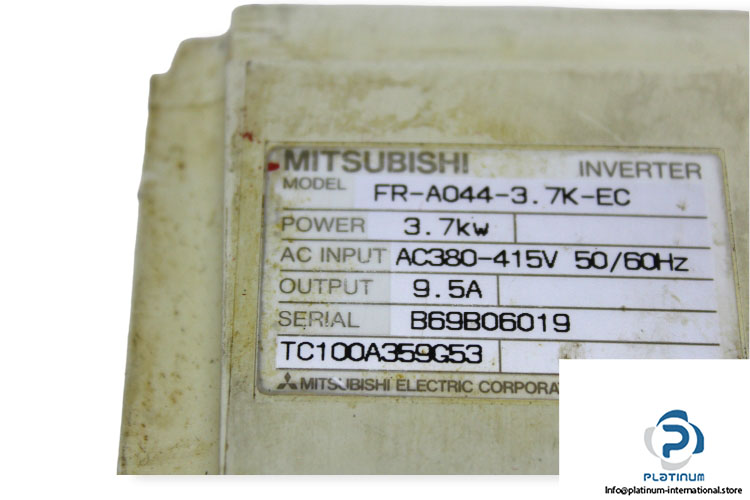 MITSUBISHI INVERTER
MODEL FR-A044-3.7K-EC
POWER 3.7kw
AC INPUT AC380-415V 50/60Hz
OUTPUT 9.5A
SERIAL B69B06019
TC100A359G53
MITSUBISHI ELECTRIC CORPORA
PLATINUM
Info@platinum-international.store